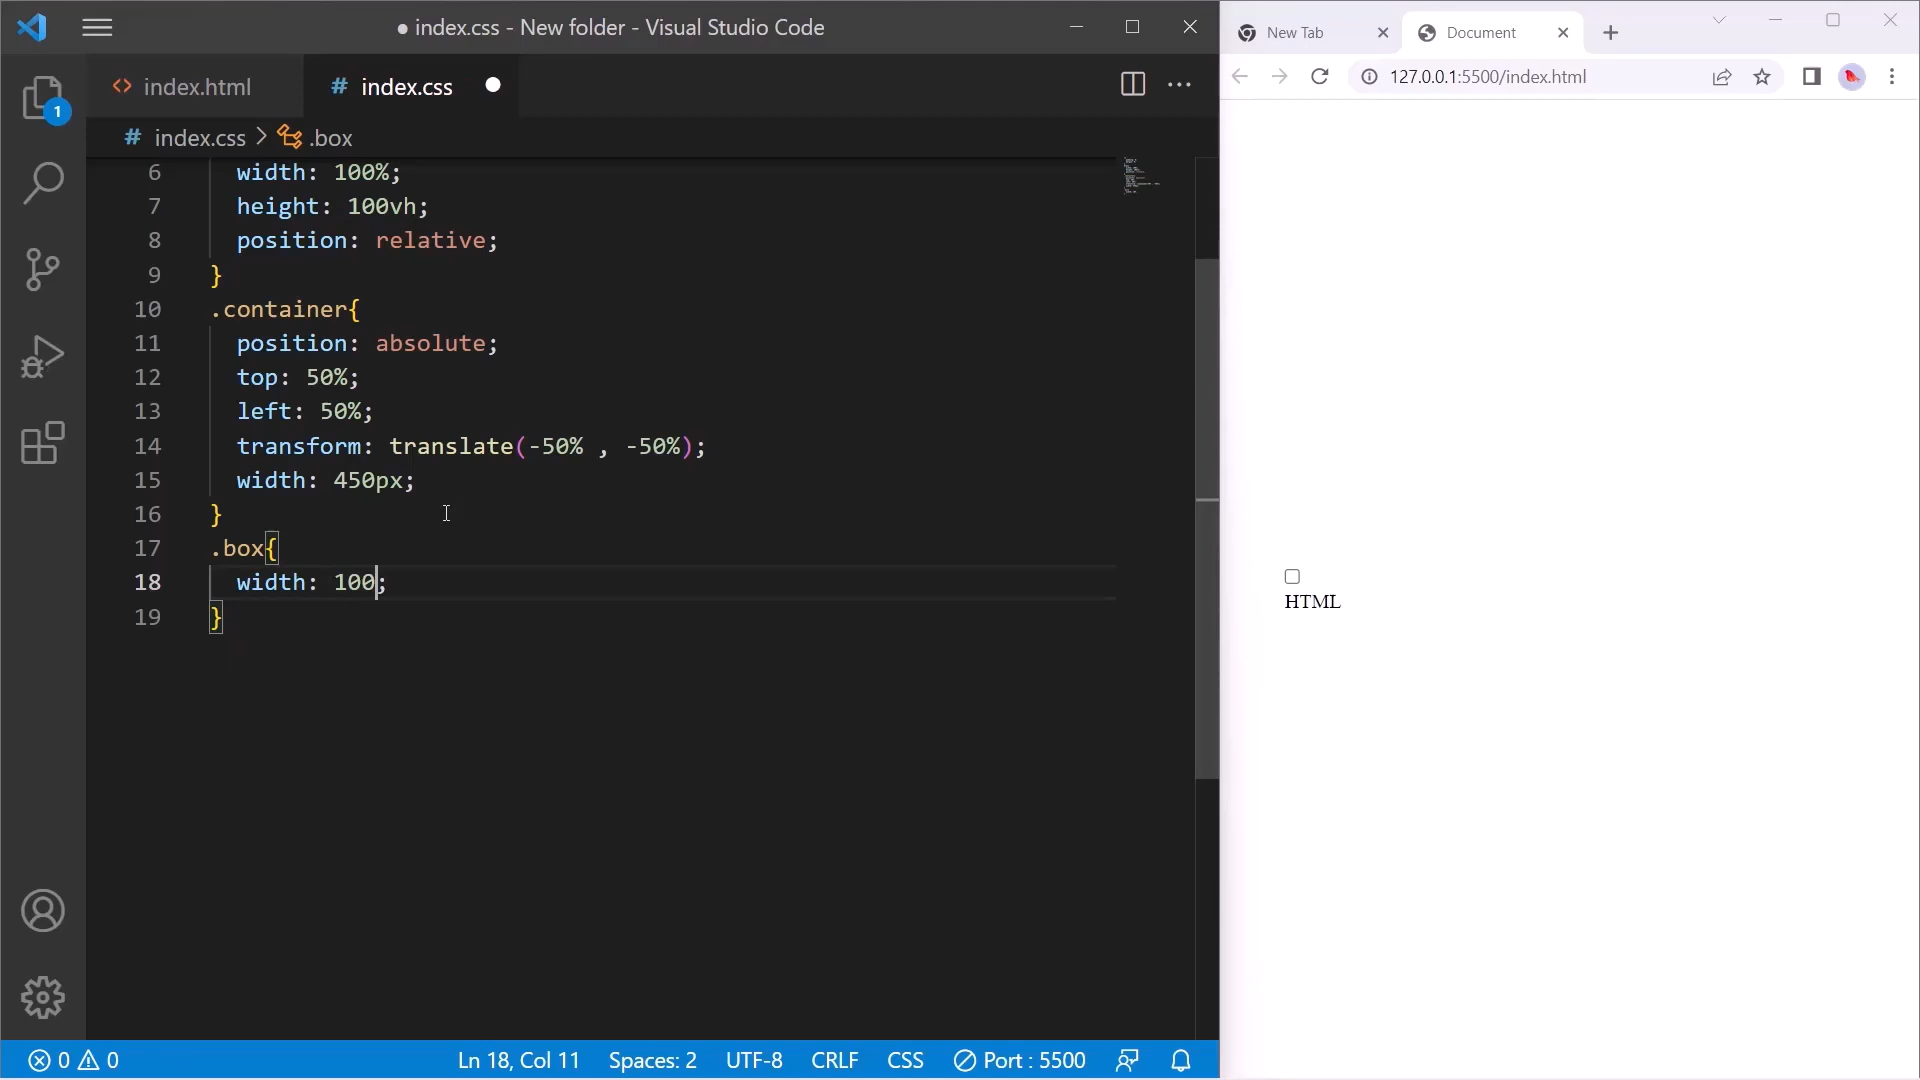 ● index.css - New folder - Visual Studio Code
index.html
# index.css
1
# index.css > .box
6 width: 100%;
7 height: 100vh;
8 position: relative;
9 }
10 .container{
11 position: absolute;
12 top: 50%;
13 left: 50%;
14 transform: translate(-50% , -50%);
15 width: 450px;
16 }
17 .box{
18 width: 100;
19 }
0 0 Ln 18, Col 11 Spaces: 2 UTF-8 CRLF CSS Port : 5500
New Tab
Document
127.0.0.1:5500/index.html
HTML